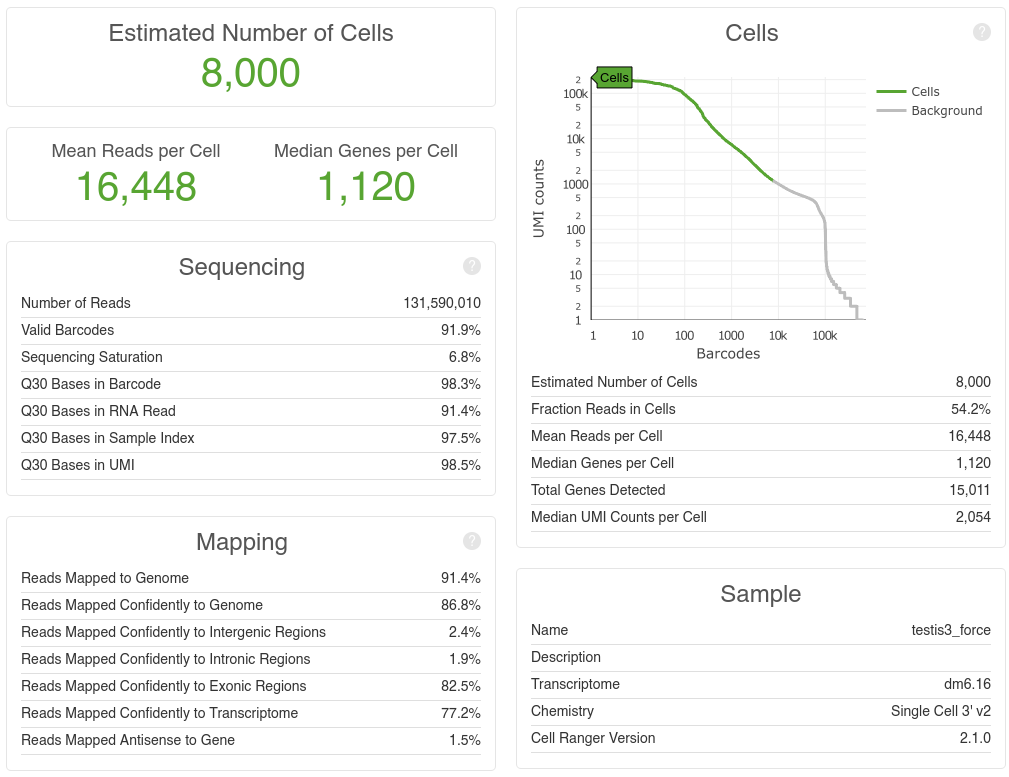 Estimated Number of Cells
8,000
Mean Reads per Cell
16,448
Median Genes per Cell
1,120
Sequencing
?
Number of Reads 131,590,010
Valid Barcodes 91.9%
Sequencing Saturation 6.8%
Q30 Bases in Barcode 98.3%
Q30 Bases in RNA Read 91.4%
Q30 Bases in Sample Index 97.5%
Q30 Bases in UMI 98.5%
Mapping
?
Reads Mapped to Genome 91.4%
Reads Mapped Confidently to Genome 86.8%
Reads Mapped Confidently to Intergenic Regions 2.4%
Reads Mapped Confidently to Intronic Regions 1.9%
Reads Mapped Confidently to Exonic Regions 82.5%
Reads Mapped Confidently to Transcriptome 77.2%
Reads Mapped Antisense to Gene 1.5%
Cells
?
Cells
Cells
Background
UMI counts
2
100k
5
2
10k
5
2
1000
5
2
100
5
2
10
5
2
1
1 10 100 1000 10k 100k
Barcodes
Estimated Number of Cells 8,000
Fraction Reads in Cells 54.2%
Mean Reads per Cell 16,448
Median Genes per Cell 1,120
Total Genes Detected 15,011
Median UMI Counts per Cell 2,054
Sample
Name testis3_force
Description
Transcriptome dm6.16
Chemistry Single Cell 3' v2
Cell Ranger Version 2.1.0